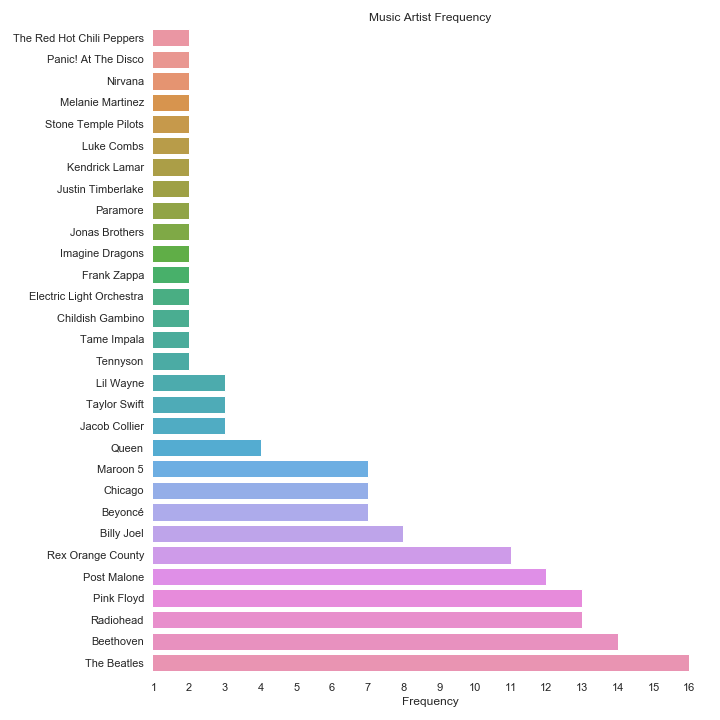 Music Artist Frequency
The Red Hot Chili Peppers
Panic! At The Disco
Nirvana
Melanie Martinez
Stone Temple Pilots
Luke Combs
Kendrick Lamar
Justin Timberlake
Paramore
Jonas Brothers
Imagine Dragons
Frank Zappa
Electric Light Orchestra
Childish Gambino
Tame Impala
Tennyson
Lil Wayne
Taylor Swift
Jacob Collier
Queen
Maroon 5
Chicago
Beyoncé
Billy Joel
Rex Orange County
Post Malone
Pink Floyd
Radiohead
Beethoven
The Beatles
1 2 3 4 5 6 7 8 9 10 11 12 13 14 15 16
Frequency